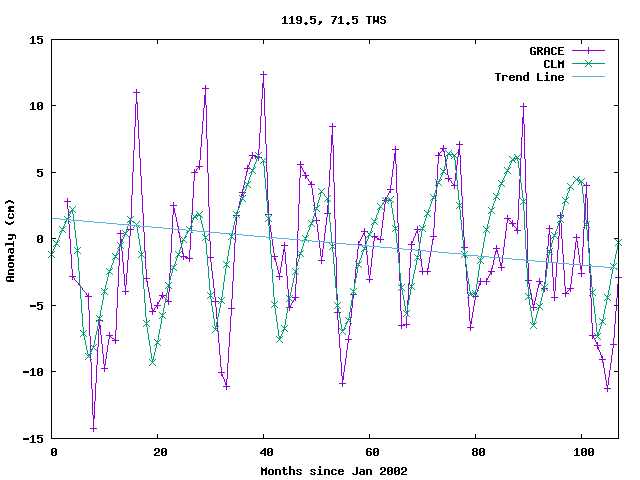 119.5, 71.5 TWS
GRACE
CLM
Trend Line
15
10
5
0
-5
-10
-15
Anomaly (cm)
0 20 40 60 80 100
Months since Jan 2002